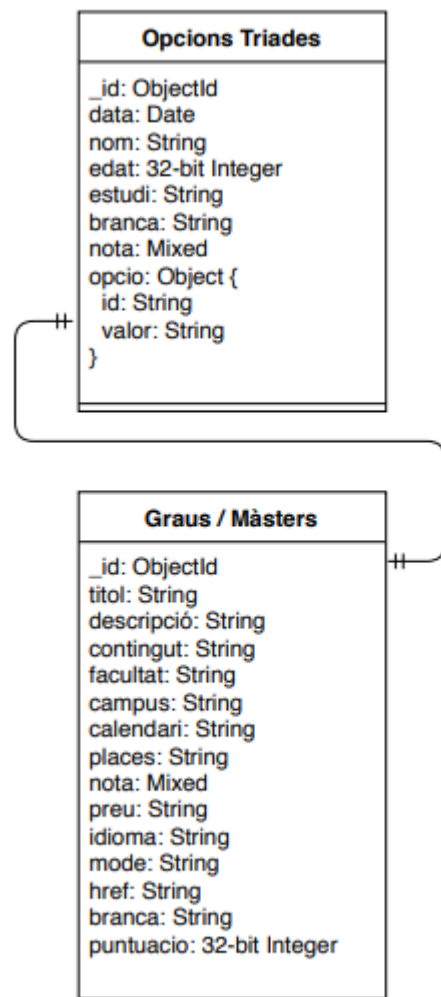 Opcions Triades
_id: ObjectId
data: Date
nom: String
edat: 32-bit Integer
estudi: String
branca: String
nota: Mixed
opcio: Object {
id: String
valor: String
}
Graus / Màsters
_id: ObjectId
titol: String
descripció: String
contingut: String
facultat: String
campus: String
calendari: String
places: String
nota: Mixed
preu: String
idioma: String
mode: String
href: String
branca: String
puntuacio: 32-bit Integer